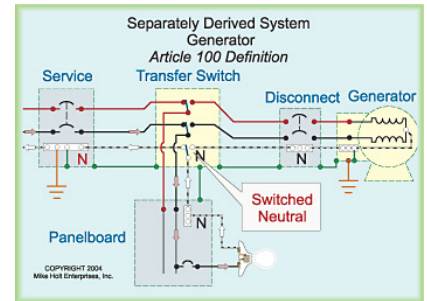 Separately Derived System
Generator
Article 100 Definition
Service
Transfer Switch
Disconnect
Generator
N
N
Switched
Neutral
Panelboard
N
COPYRIGHT 2004
Mike Holt Enterprises, Inc.